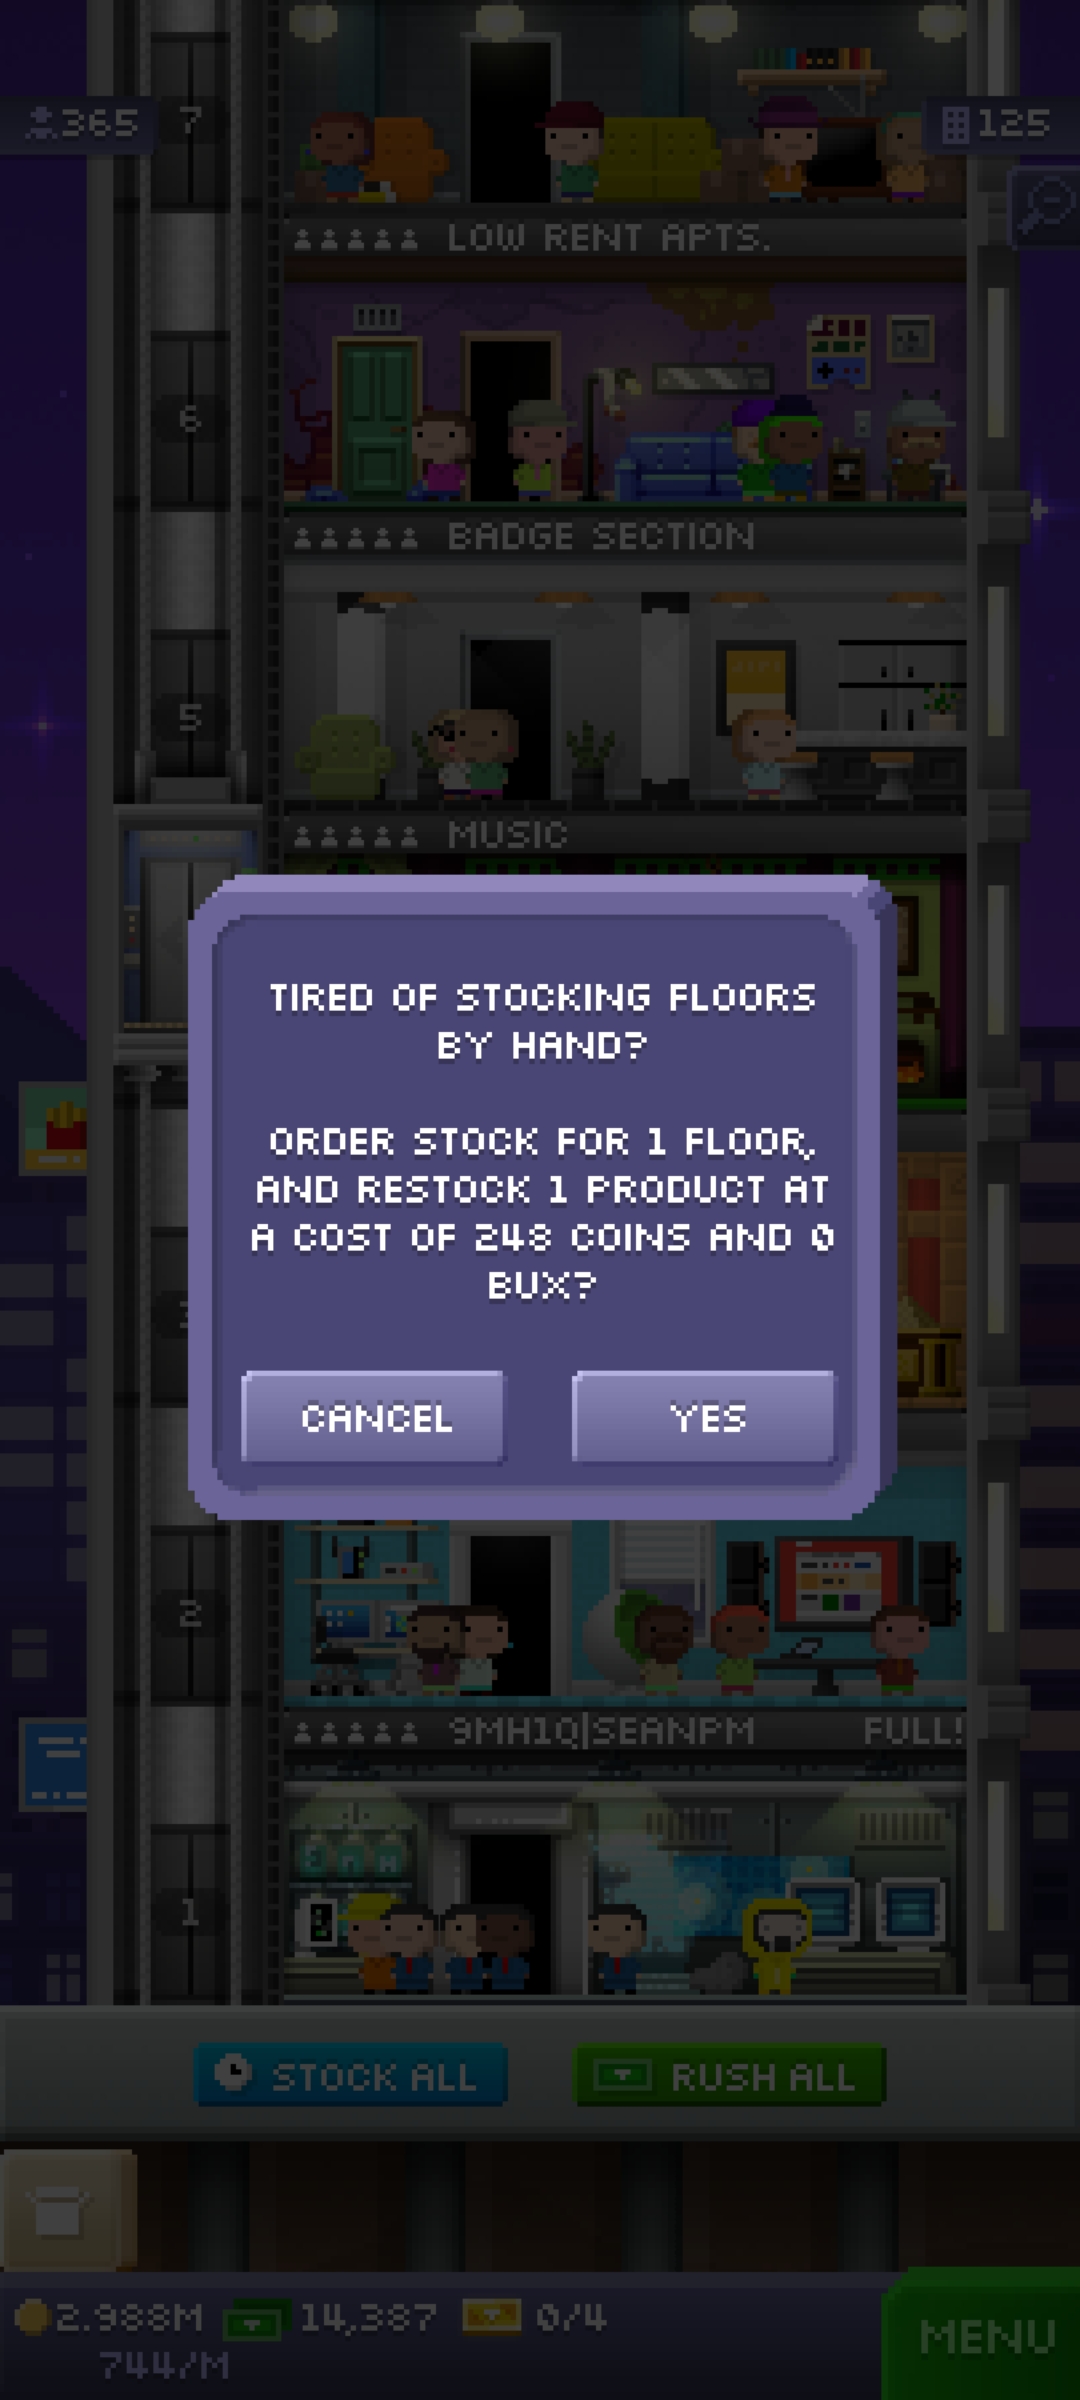 365
7
125
LOW RENT APTS.
6
BADGE SECTION
5
MUSIC
TIRED OF STOCKING FLOORS
BY HAND?
ORDER STOCK FOR 1 FLOOR,
AND RESTOCK 1 PRODUCT AT
A COST OF 248 COINS AND 0
BUX?
CANCEL
YES
3
2
9MH1Q|SEANPM
FULL!
1
STOCK ALL
RUSH ALL
2.988M
14,387
0/4
744/M
MENU